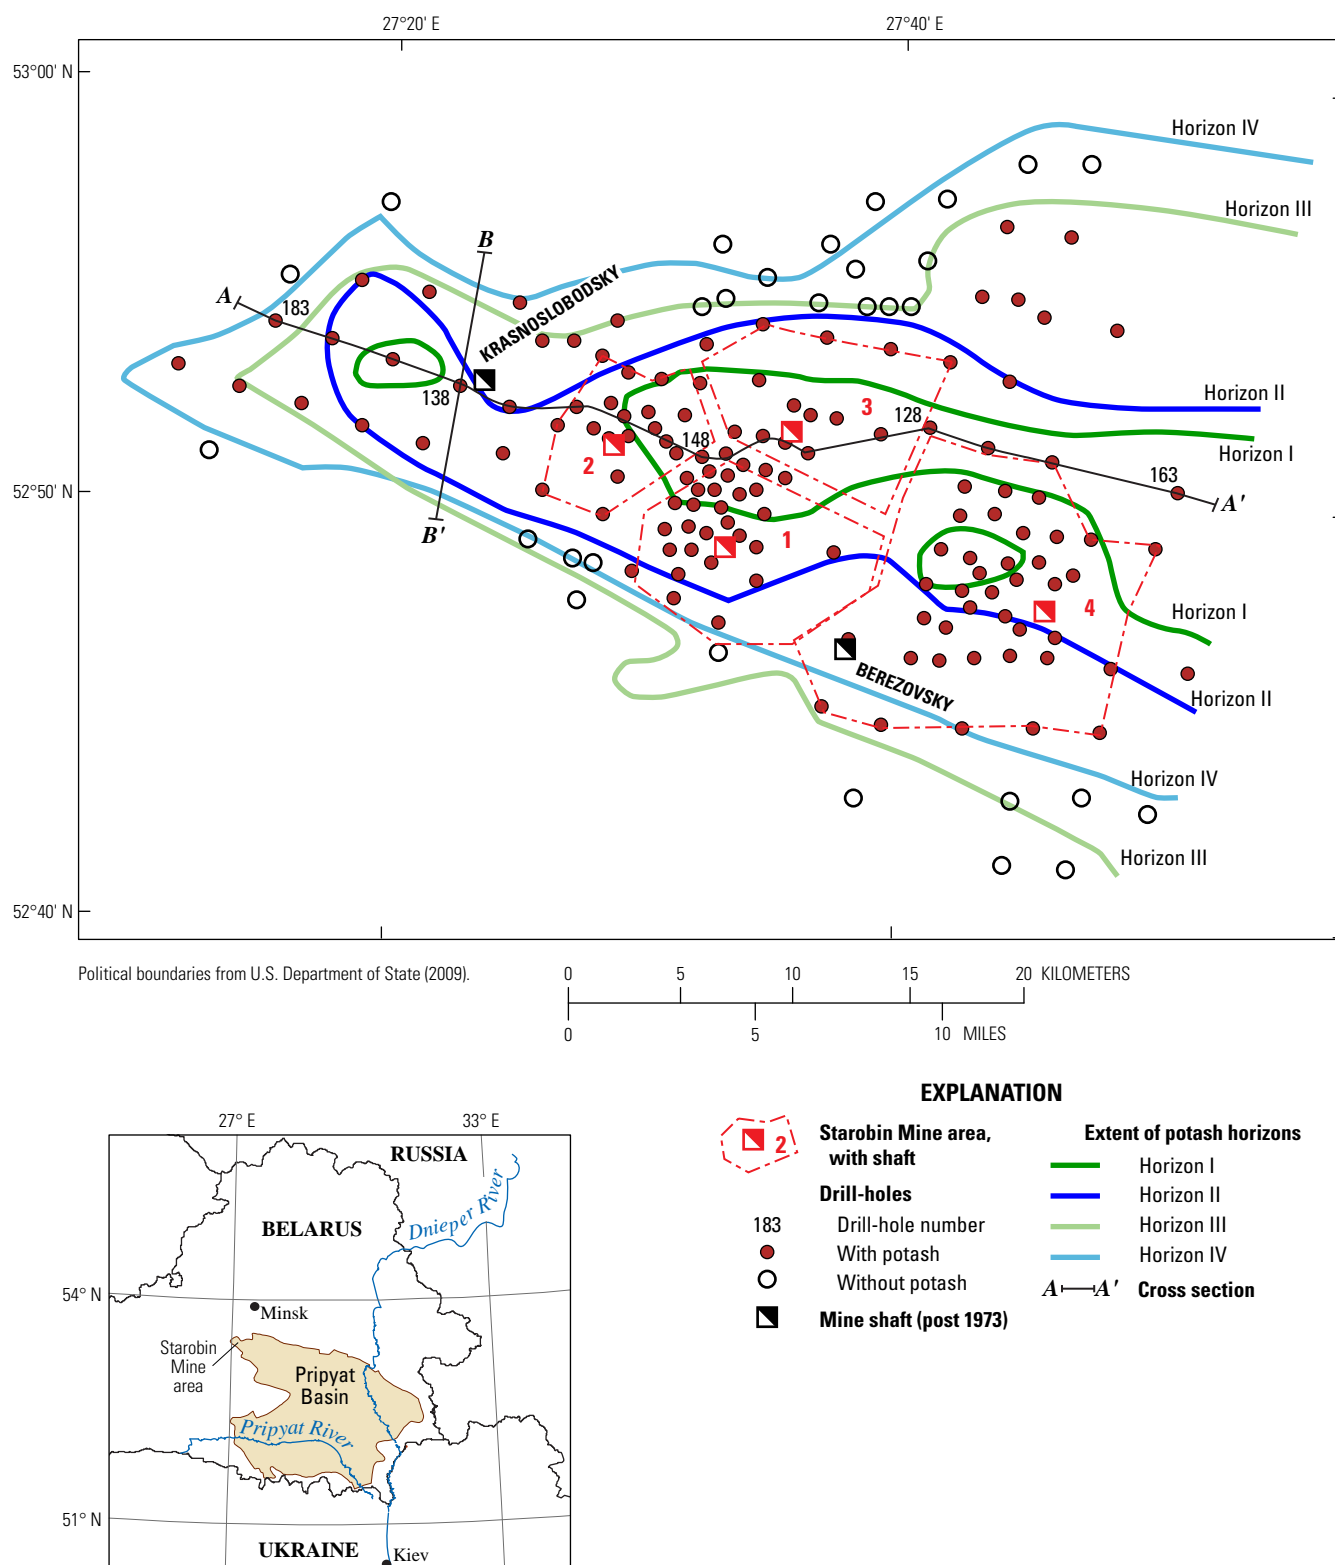 27°20' E
27°40' E
53°00' N
Horizon IV
Horizon III
B
KRASNOSLOBODSKY
A
183
138
Horizon II
3
128
Horizon I
148
2
163
52°50' N
A'
B'
1
4
Horizon I
BEREZOVSKY
Horizon II
Horizon IV
Horizon III
52°40' N
Political boundaries from U.S. Department of State (2009).
0 5 10 15 20 KILOMETERS
0 5 10 MILES
EXPLANATION
2
Starobin Mine area,
with shaft
Drill-holes
183 Drill-hole number
With potash
Without potash
Mine shaft (post 1973)
Extent of potash horizons
Horizon I
Horizon II
Horizon III
Horizon IV
A A' Cross section
27° E
33° E
RUSSIA
Dnieper River
BELARUS
54° N
Minsk
Starobin
Mine
area
Pripyat
Basin
Pripyat River
51° N
UKRAINE
Kiev